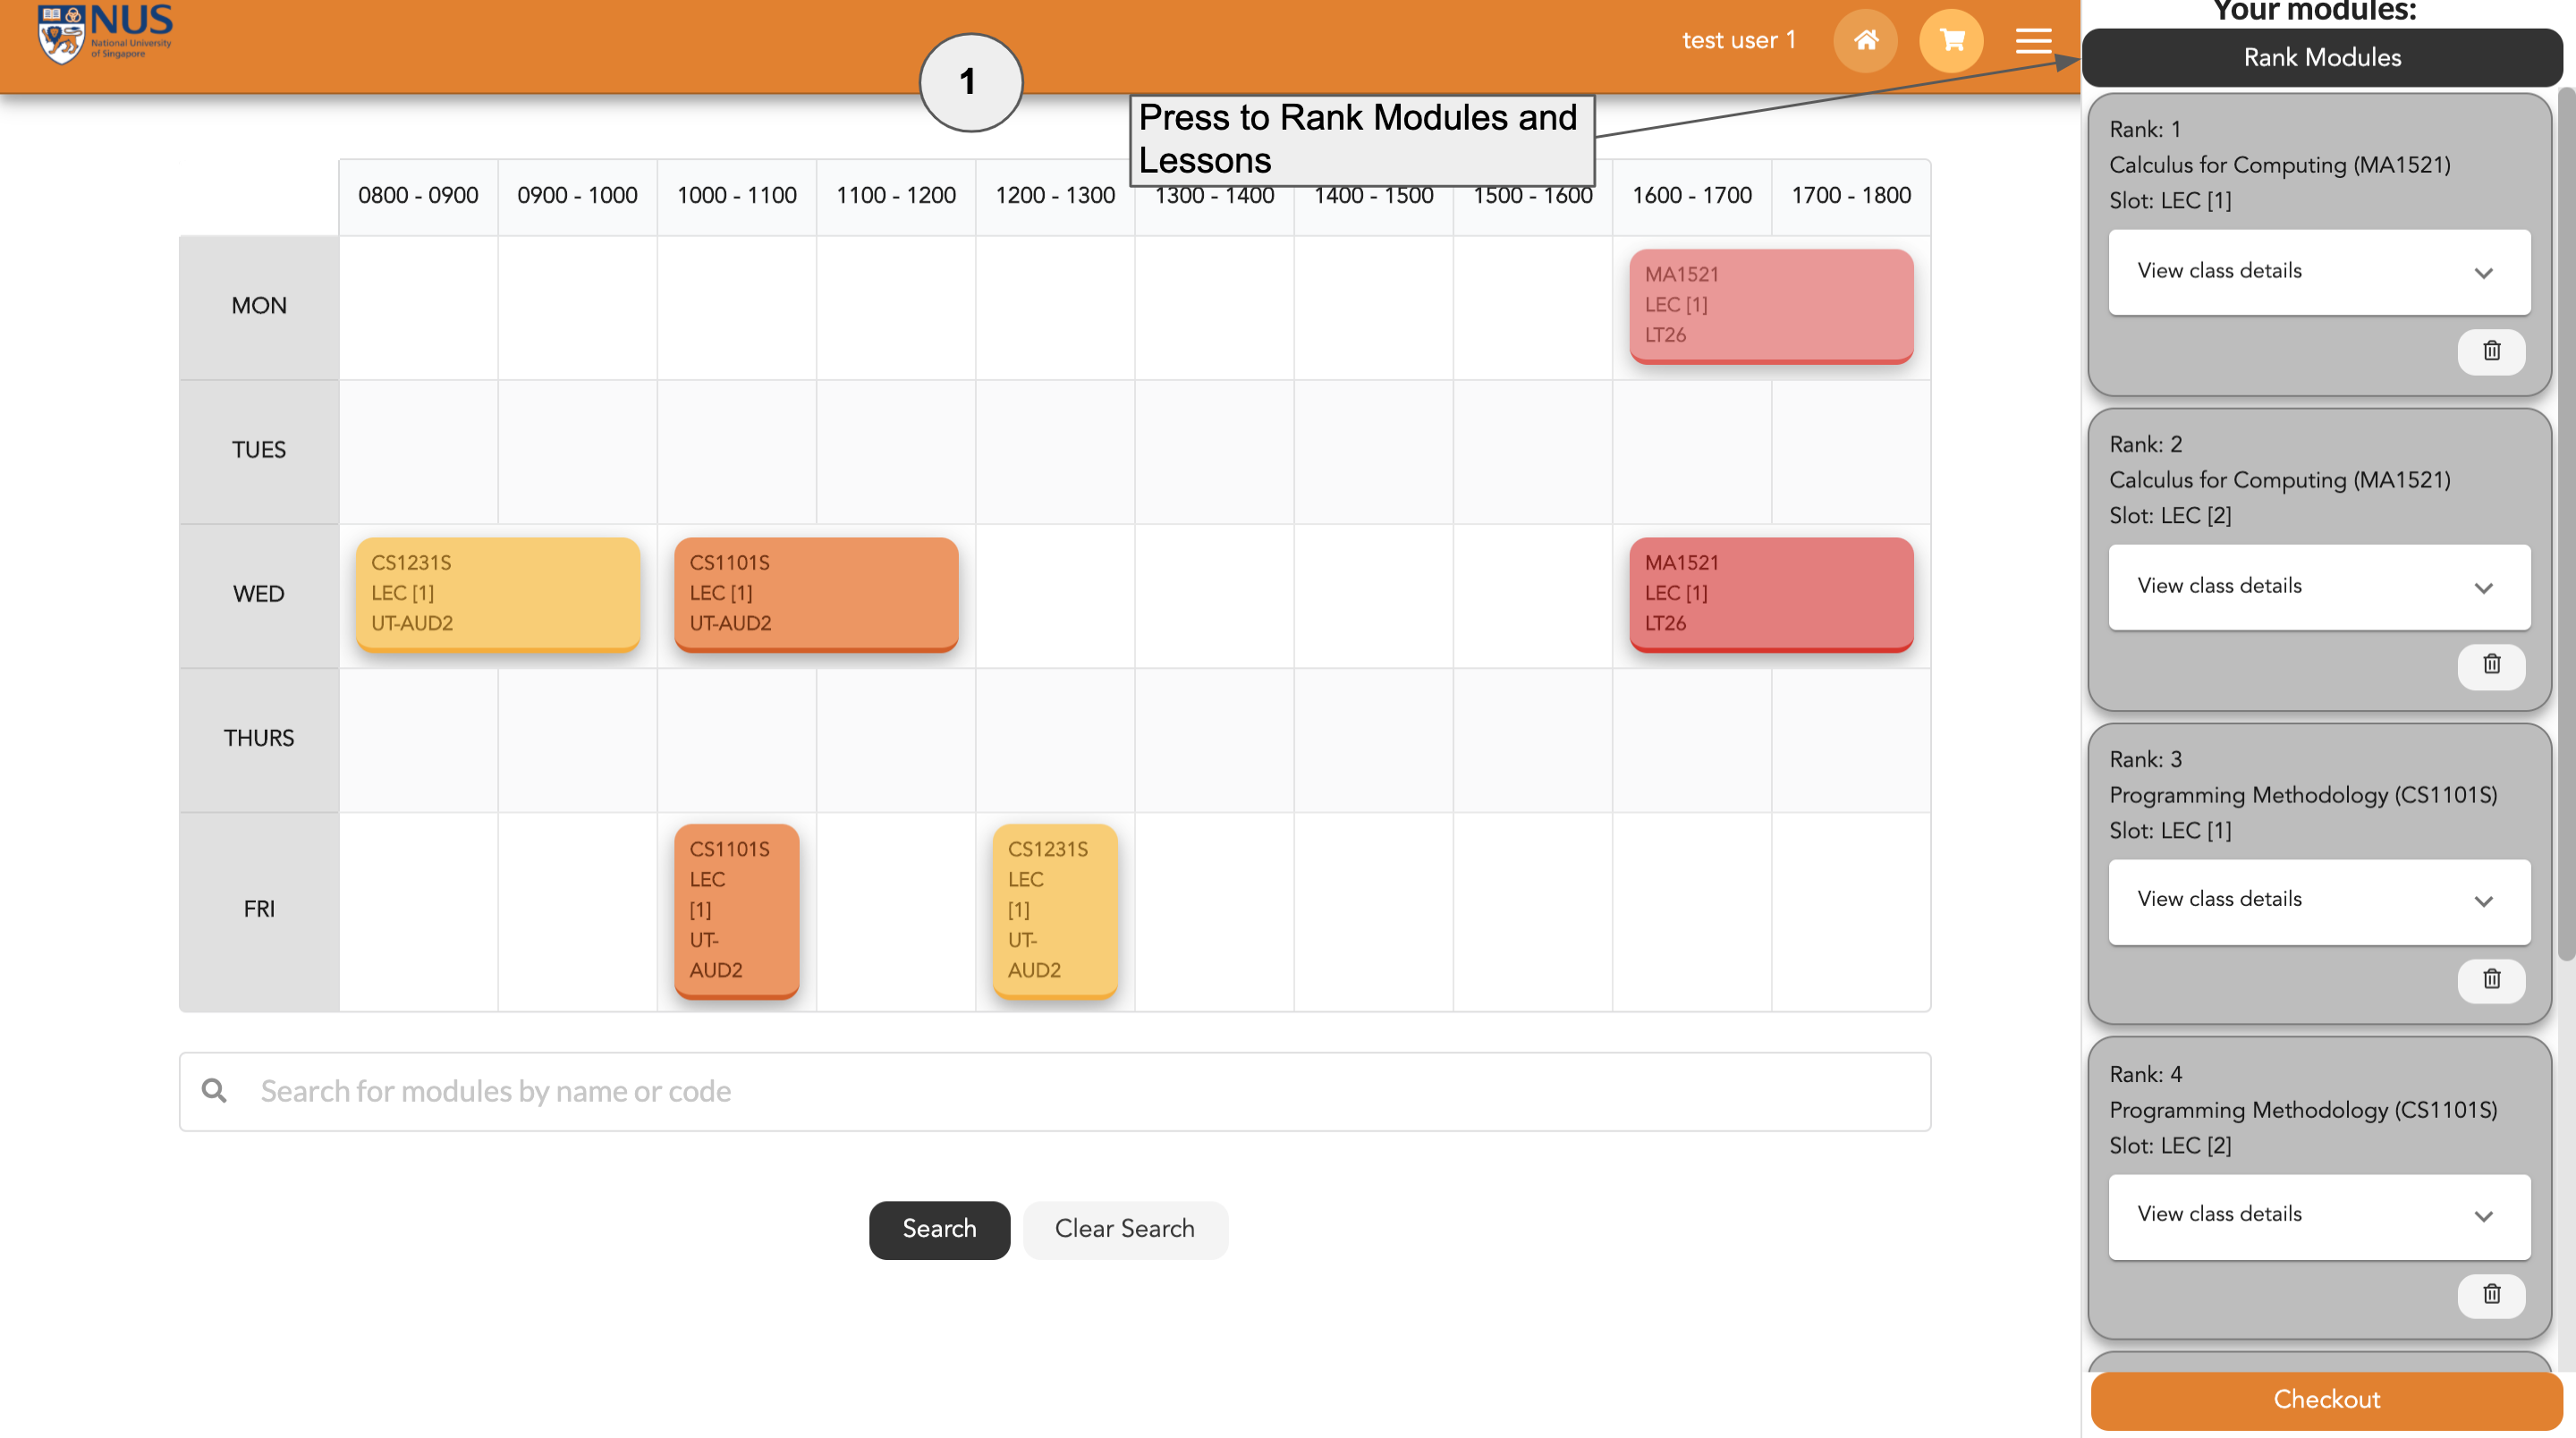 NUS
National University
of Singapore
1
test user 1
Your modules:
Rank Modules
Press to Rank Modules and
Lessons
0800 - 0900
0900 - 1000
1000 - 1100
1100 - 1200
1200 - 1300
1300 - 1400
1400 - 1500
1500 - 1600
1600 - 1700
1700 - 1800
MON
MA1521
LEC [1]
LT26
TUES
WED
CS1231S
LEC [1]
UT-AUD2
CS1101S
LEC [1]
UT-AUD2
MA1521
LEC [1]
LT26
THURS
FRI
CS1101S
LEC
[1]
UT-
AUD2
CS1231S
LEC
[1]
UT-
AUD2
Search for modules by name or code
Search
Clear Search
Rank: 1
Calculus for Computing (MA1521)
Slot: LEC [1]
View class details
Rank: 2
Calculus for Computing (MA1521)
Slot: LEC [2]
View class details
Rank: 3
Programming Methodology (CS1101S)
Slot: LEC [1]
View class details
Rank: 4
Programming Methodology (CS1101S)
Slot: LEC [2]
View class details
Checkout